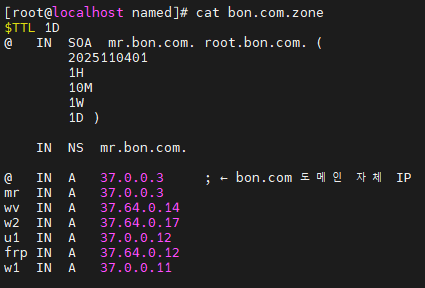 [root@localhost named]# cat bon.com.zone
$TTL 1D
@   IN  SOA  mr.bon.com. root.bon.com. (
        2025110401
        1H
        10M
        1W
        1D )
    IN  NS  mr.bon.com.
@   IN  A   37.0.0.3     ; ← bon.com 도메인 자체 IP
mr  IN  A   37.0.0.3
wv  IN  A   37.64.0.14
w2  IN  A   37.64.0.17
u1  IN  A   37.0.0.12
frp IN  A   37.64.0.12
w1  IN  A   37.0.0.11